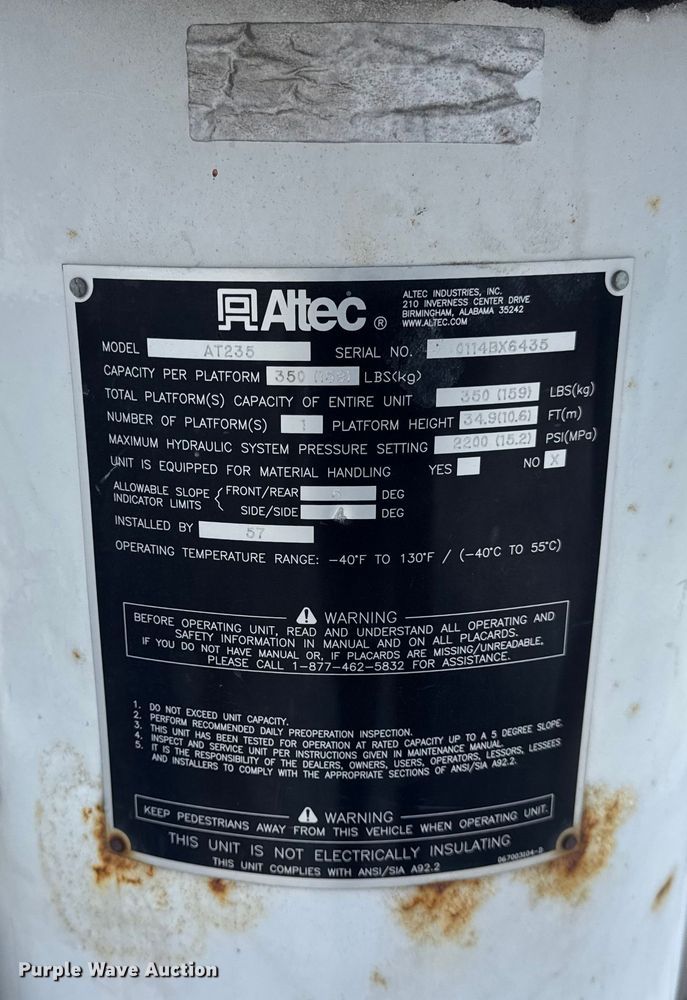 Altec ®
ALTEC INDUSTRIES, INC.
210 INVERNESS CENTER DRIVE
BIRMINGHAM, ALABAMA 35242
WWW.ALTEC.COM
MODEL AT235 SERIAL NO. 0114BX6435
CAPACITY PER PLATFORM 350 LBS(kg)
TOTAL PLATFORM(S) CAPACITY OF ENTIRE UNIT 350 (159) LBS(kg)
NUMBER OF PLATFORM(S) 1 PLATFORM HEIGHT 34.9(10.6) FT(m)
MAXIMUM HYDRAULIC SYSTEM PRESSURE SETTING 2200 (15.2) PSI(MPa)
UNIT IS EQUIPPED FOR MATERIAL HANDLING YES NO X
ALLOWABLE SLOPE INDICATOR LIMITS { FRONT/REAR DEG
SIDE/SIDE DEG
INSTALLED BY 57
OPERATING TEMPERATURE RANGE: -40°F TO 130°F / (-40°C TO 55°C)
WARNING
BEFORE OPERATING UNIT, READ AND UNDERSTAND ALL OPERATING AND
SAFETY INFORMATION IN MANUAL AND ON ALL PLACARDS.
IF YOU DO NOT HAVE MANUAL OR, IF PLACARDS ARE MISSING/UNREADABLE,
PLEASE CALL 1-877-462-5832 FOR ASSISTANCE.
1. DO NOT EXCEED UNIT CAPACITY.
2. PERFORM RECOMMENDED DAILY PREOPERATION INSPECTION.
3. THIS UNIT HAS BEEN TESTED FOR OPERATION AT RATED CAPACITY UP TO A 5 DEGREE SLOPE.
4. INSPECT AND SERVICE UNIT PER INSTRUCTIONS GIVEN IN MAINTENANCE MANUAL.
5. IT IS THE RESPONSIBILITY OF THE DEALERS, OWNERS, USERS, OPERATORS, LESSORS, LESSEES
AND INSTALLERS TO COMPLY WITH THE APPROPRIATE SECTIONS OF ANSI/SIA A92.2.
WARNING
KEEP PEDESTRIANS AWAY FROM THIS VEHICLE WHEN OPERATING UNIT.
THIS UNIT IS NOT ELECTRICALLY INSULATING
THIS UNIT COMPLIES WITH ANSI/SIA A92.2
067003104-D
Purple Wave Auction